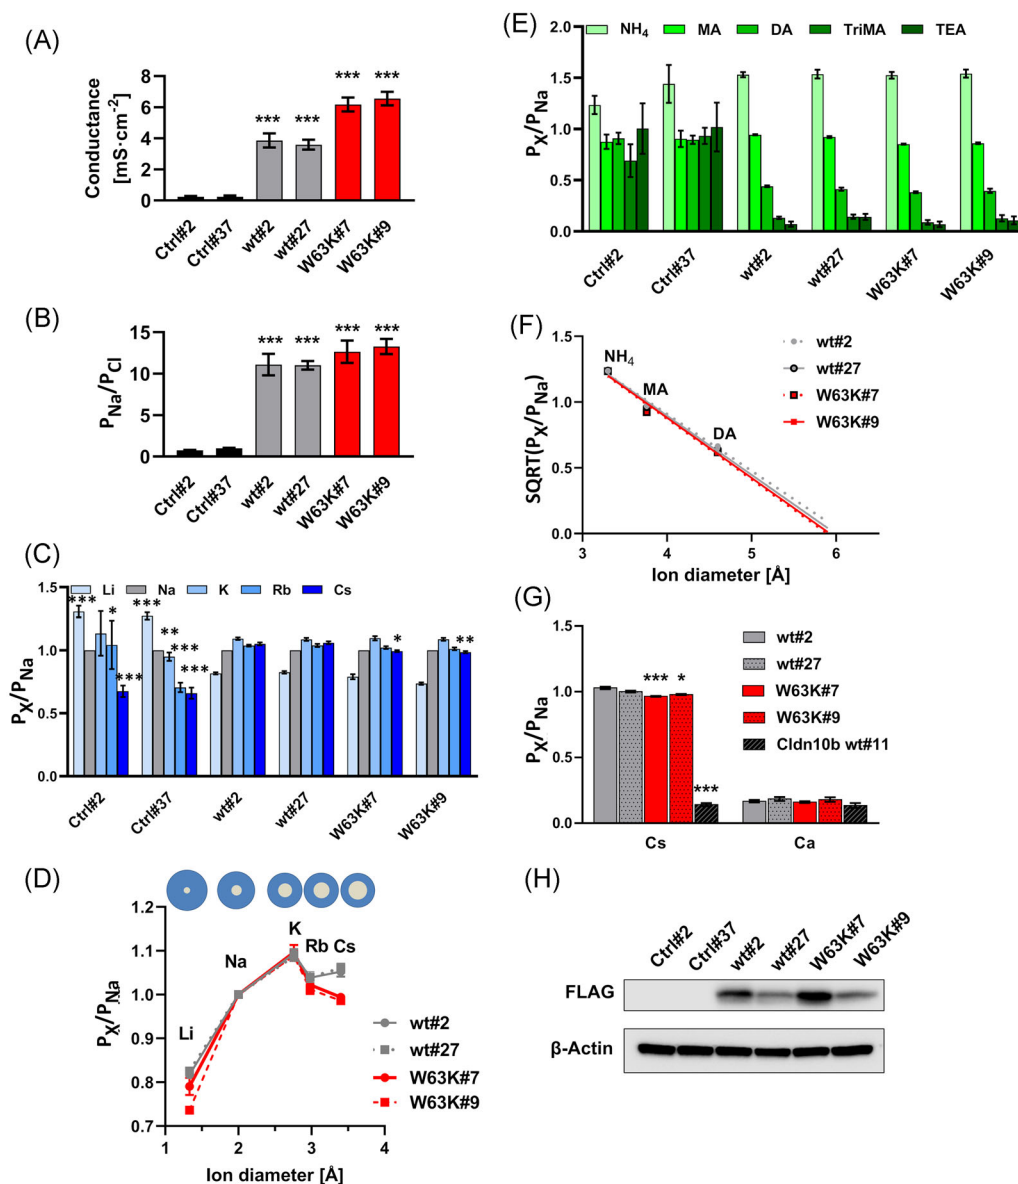 (A)
Conductance
[mS·cm⁻²]
8
6
4
2
0
***
***
***
***
Ctrl#2
Ctrl#37
wt#2
wt#27
W63K#7
W63K#9
(B)
P_Na/P_Cl
15
10
5
0
***
***
***
***
Ctrl#2
Ctrl#37
wt#2
wt#27
W63K#7
W63K#9
(C)
P_X/P_Na
1.5
1.0
0.5
0.0
Li Na K Rb Cs
***
*
***
***
**
***
***
*
**
Ctrl#2
Ctrl#37
wt#2
wt#27
W63K#7
W63K#9
(D)
P_X/P_Na
1.2
1.1
1.0
0.9
0.8
0.7
Li
Na
K
Rb Cs
wt#2
wt#27
W63K#7
W63K#9
1 2 3 4
Ion diameter [Å]
(E)
NH₄ MA DA TriMA TEA
P_X/P_Na
2.0
1.5
1.0
0.5
0.0
Ctrl#2
Ctrl#37
wt#2
wt#27
W63K#7
W63K#9
(F)
SQRT(P_X/P_Na)
1.5
1.0
0.5
0.0
NH₄
MA
DA
wt#2
wt#27
W63K#7
W63K#9
3 4 5 6
Ion diameter [Å]
(G)
P_X/P_Na
1.5
1.0
0.5
0.0
*** *
***
wt#2
wt#27
W63K#7
W63K#9
Cldn10b wt#11
Cs Ca
(H)
Ctrl#2
Ctrl#37
wt#2
wt#27
W63K#7
W63K#9
FLAG
β-Actin